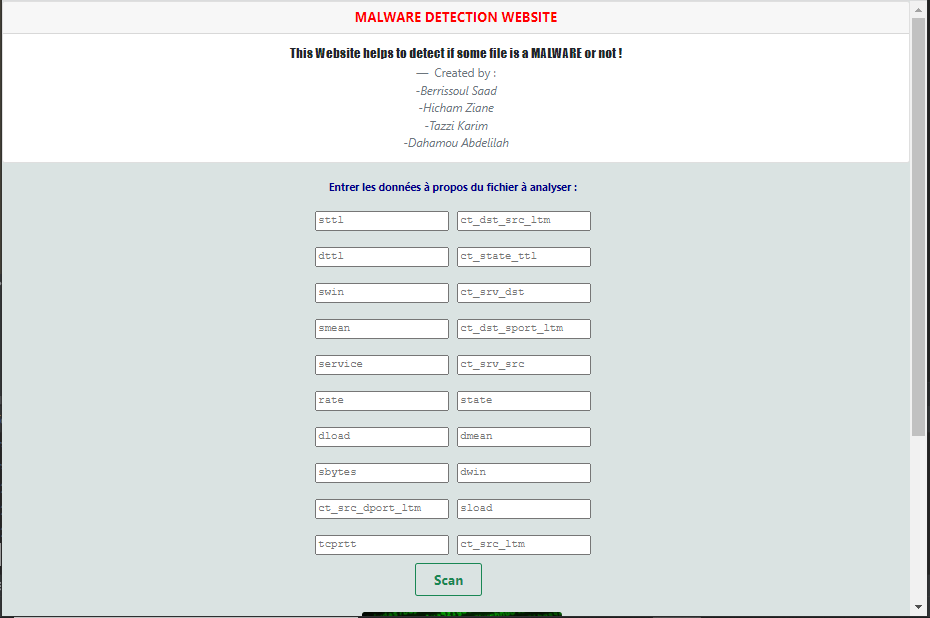 MALWARE DETECTION WEBSITE
This Website helps to detect if some file is a MALWARE or not !
— Created by :
-Berrissoul Saad
-Hicham Ziane
-Tazzi Karim
-Dahamou Abdelilah
Entrer les données à propos du fichier à analyser :
sttl ct_dst_src_ltm
dttl ct_state_ttl
swin ct_srv_dst
smean ct_dst_sport_ltm
service ct_srv_src
rate state
dload dmean
sbytes dwin
ct_src_dport_ltm sload
tcprtt ct_src_ltm
Scan